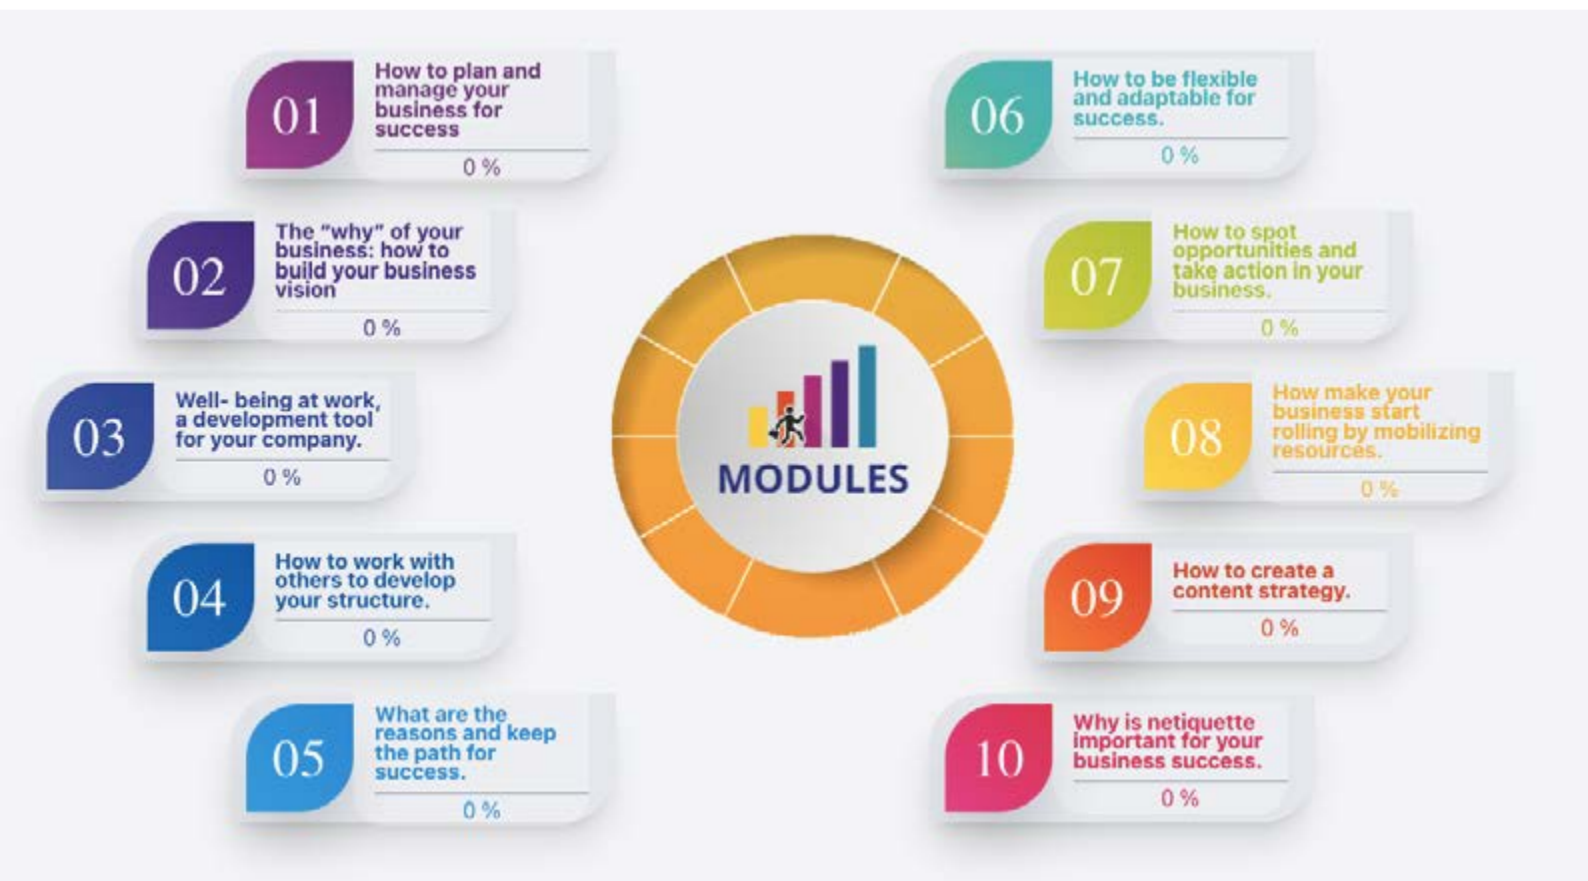 01
How to plan and
manage your
business for
success
0 %
02
The “why” of your
business: how to
build your business
vision
0 %
03
Well- being at work,
a development tool
for your company.
0 %
04
How to work with
others to develop
your structure.
0 %
05
What are the
reasons and keep
the path for
success.
0 %
MODULES
06
How to be flexible
and adaptable for
success.
0 %
07
How to spot
opportunities and
take action in your
business.
0 %
08
How make your
business start
rolling by mobilizing
resources.
0 %
09
How to create a
content strategy.
0 %
10
Why is netiquette
important for your
business success.
0 %